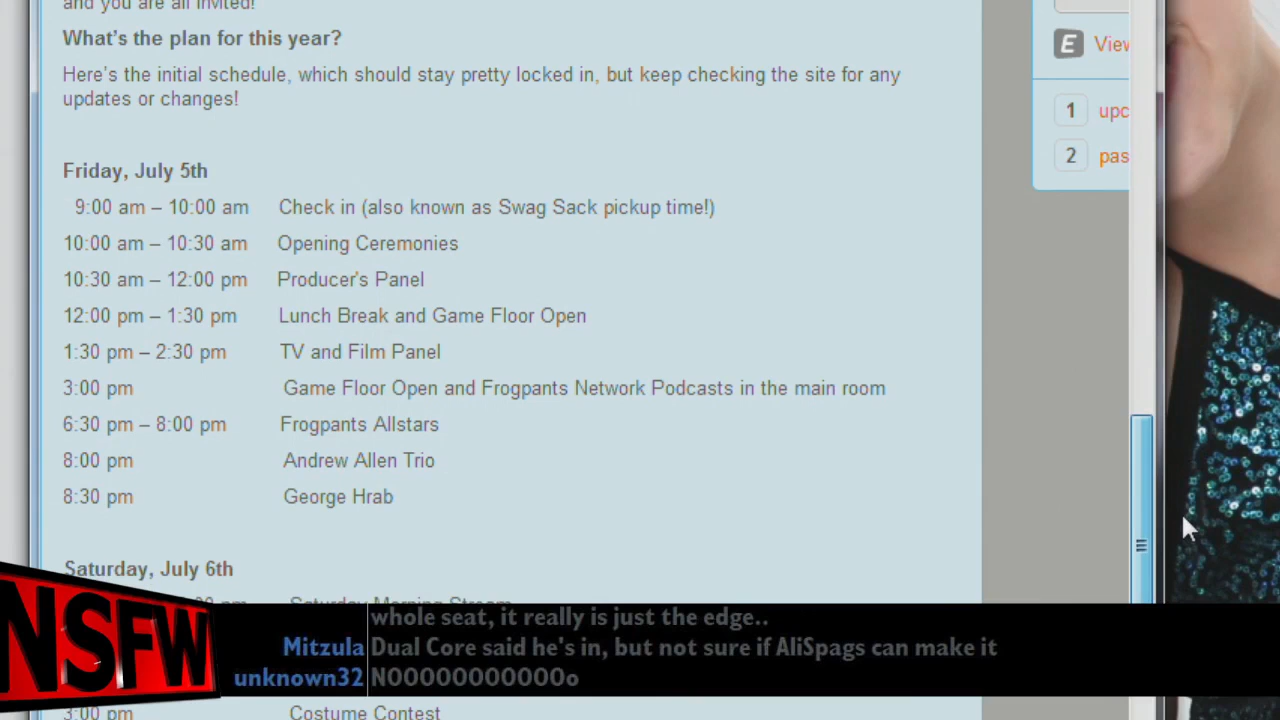 and you are all invited!
What's the plan for this year?
Here's the initial schedule, which should stay pretty locked in, but keep checking the site for any
updates or changes!
Friday, July 5th
9:00 am – 10:00 am Check in (also known as Swag Sack pickup time!)
10:00 am – 10:30 am Opening Ceremonies
10:30 am – 12:00 pm Producer's Panel
12:00 pm – 1:30 pm Lunch Break and Game Floor Open
1:30 pm – 2:30 pm TV and Film Panel
3:00 pm Game Floor Open and Frogpants Network Podcasts in the main room
6:30 pm – 8:00 pm Frogpants Allstars
8:00 pm Andrew Allen Trio
8:30 pm George Hrab
Saturday, July 6th
pm Saturday Morning Stream
3:00 pm Costume Contest
E View
1 upc
2 pas
NSFW
whole seat, it really is just the edge..
Mitzula Dual Core said he's in, but not sure if AliSpags can make it
unknown32 NOOOOOOOOOOOo